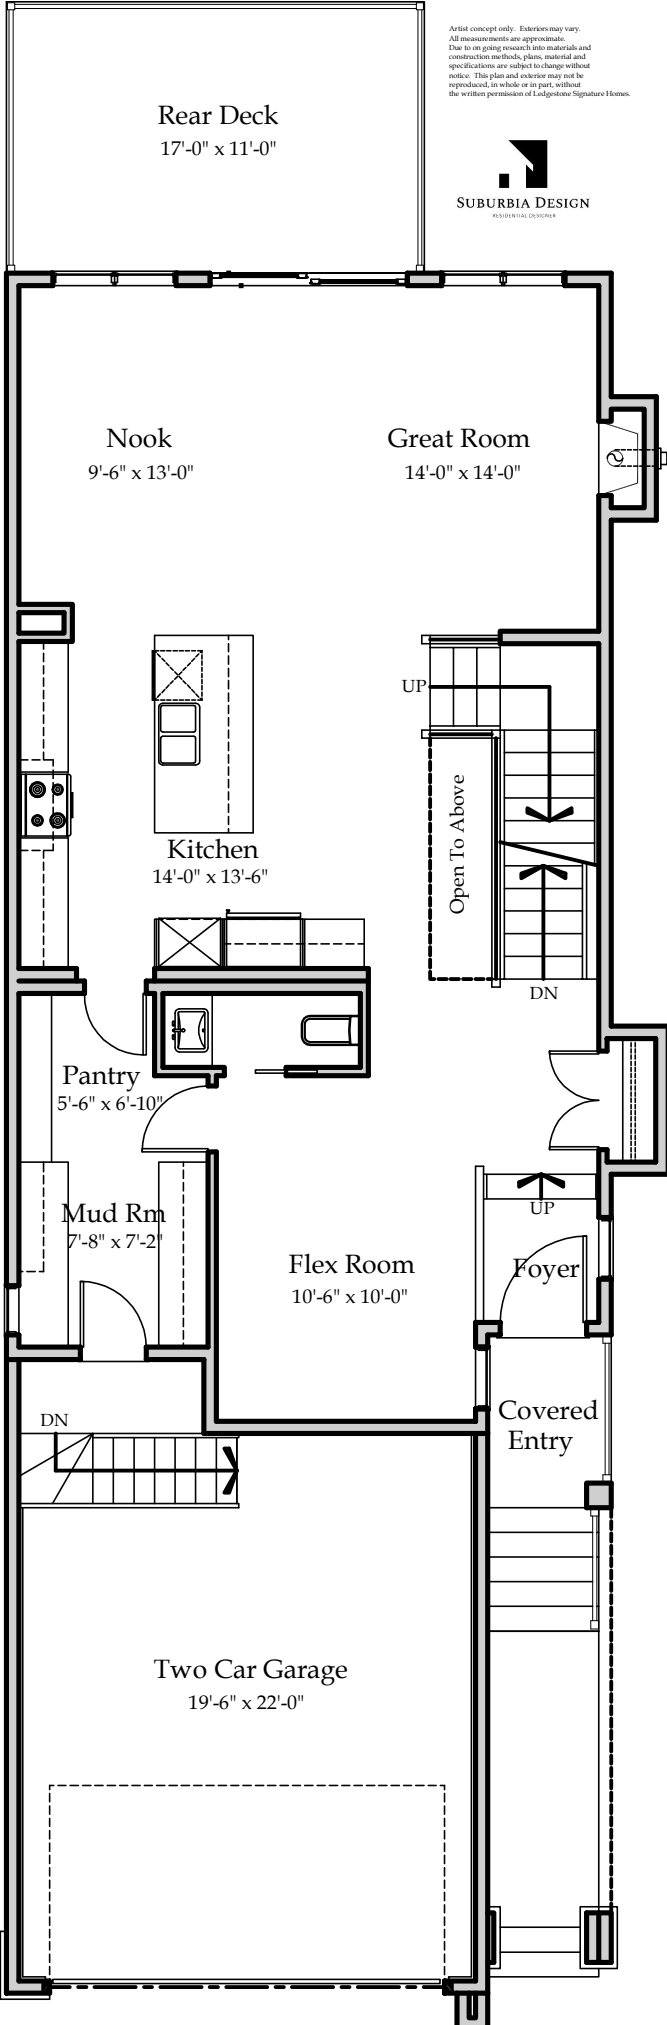 Artist concept only. Exteriors may vary.
All measurements are approximate.
Due to on going research into materials and
construction methods, plans, material and
specifications are subject to change without
notice. This plan and exterior may not be
reproduced, in whole or in part, without
the written permission of Ledgestone Signature Homes.
Rear Deck
17'-0" x 11'-0"
SUBURBIA DESIGN
RESIDENTIAL DESIGNER
Nook
9'-6" x 13'-0"
Great Room
14'-0" x 14'-0"
UP
Open To Above
Kitchen
14'-0" x 13'-6"
DN
Pantry
5'-6" x 6'-10"
Mud Rm
7'-8" x 7'-2"
UP
Flex Room
10'-6" x 10'-0"
Foyer
Covered
Entry
DN
Two Car Garage
19'-6" x 22'-0"